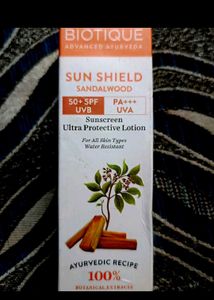 BIOTIQUE
ADVANCED AYURVEDA
SUN SHIELD
SANDALWOOD
50+ SPF PA+++
UVB UVA
Sunscreen
Ultra Protective Lotion
For All Skin Types
Water Resistant
AYURVEDIC RECIPE
100%
BOTANICAL EXTRACTS